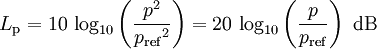 L_p = 10 log_10 ( p^2 / p_ref^2 ) = 20 log_10 ( p / p_ref ) dB